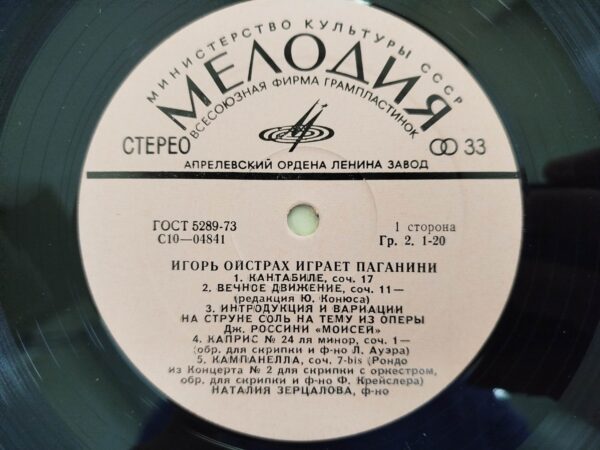 МИНИСТЕРСТВО КУЛЬТУРЫ СССР
МЕЛОДИЯ
ВСЕСОЮЗНАЯ ФИРМА ГРАМПЛАСТИНОК
СТЕРЕО
33
АПРЕЛЕВСКИЙ ОРДЕНА ЛЕНИНА ЗАВОД
ГОСТ 5289-73
С10—04841
1 сторона
Гр. 2. 1-20
ИГОРЬ ОЙСТРАХ ИГРАЕТ ПАГАНИНИ
1. КАНТАБИЛЕ, соч. 17
2. ВЕЧНОЕ ДВИЖЕНИЕ, соч. 11—
(редакция Ю. Конюса)
3. ИНТРОДУКЦИЯ И ВАРИАЦИИ
НА СТРУНЕ СОЛЬ НА ТЕМУ ИЗ ОПЕРЫ
Дж. РОССИНИ «МОИСЕЙ»
4. КАПРИС № 24 ля минор, соч. 1—
(обр. для скрипки и ф-но Л. Ауэра)
5. КАМПАНЕЛЛА, соч. 7-bis (Рондо
из Концерта № 2 для скрипки с оркестром,
обр. для скрипки и ф-но Ф. Крейслера)
НАТАЛИЯ ЗЕРЦАЛОВА, ф-но